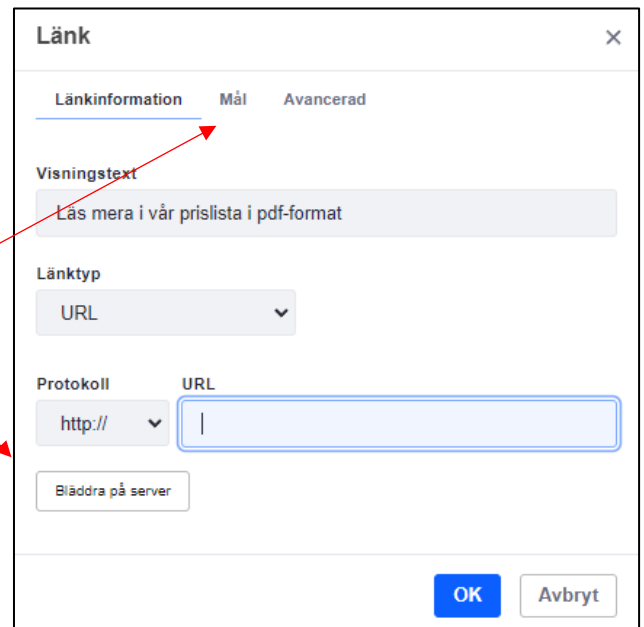 Länk
Länkinformation Mål Avancerad
Visningstext
Läs mera i vår prislista i pdf-format
Länktyp
URL
Protokoll URL
http://
Bläddra på server
OK Avbryt